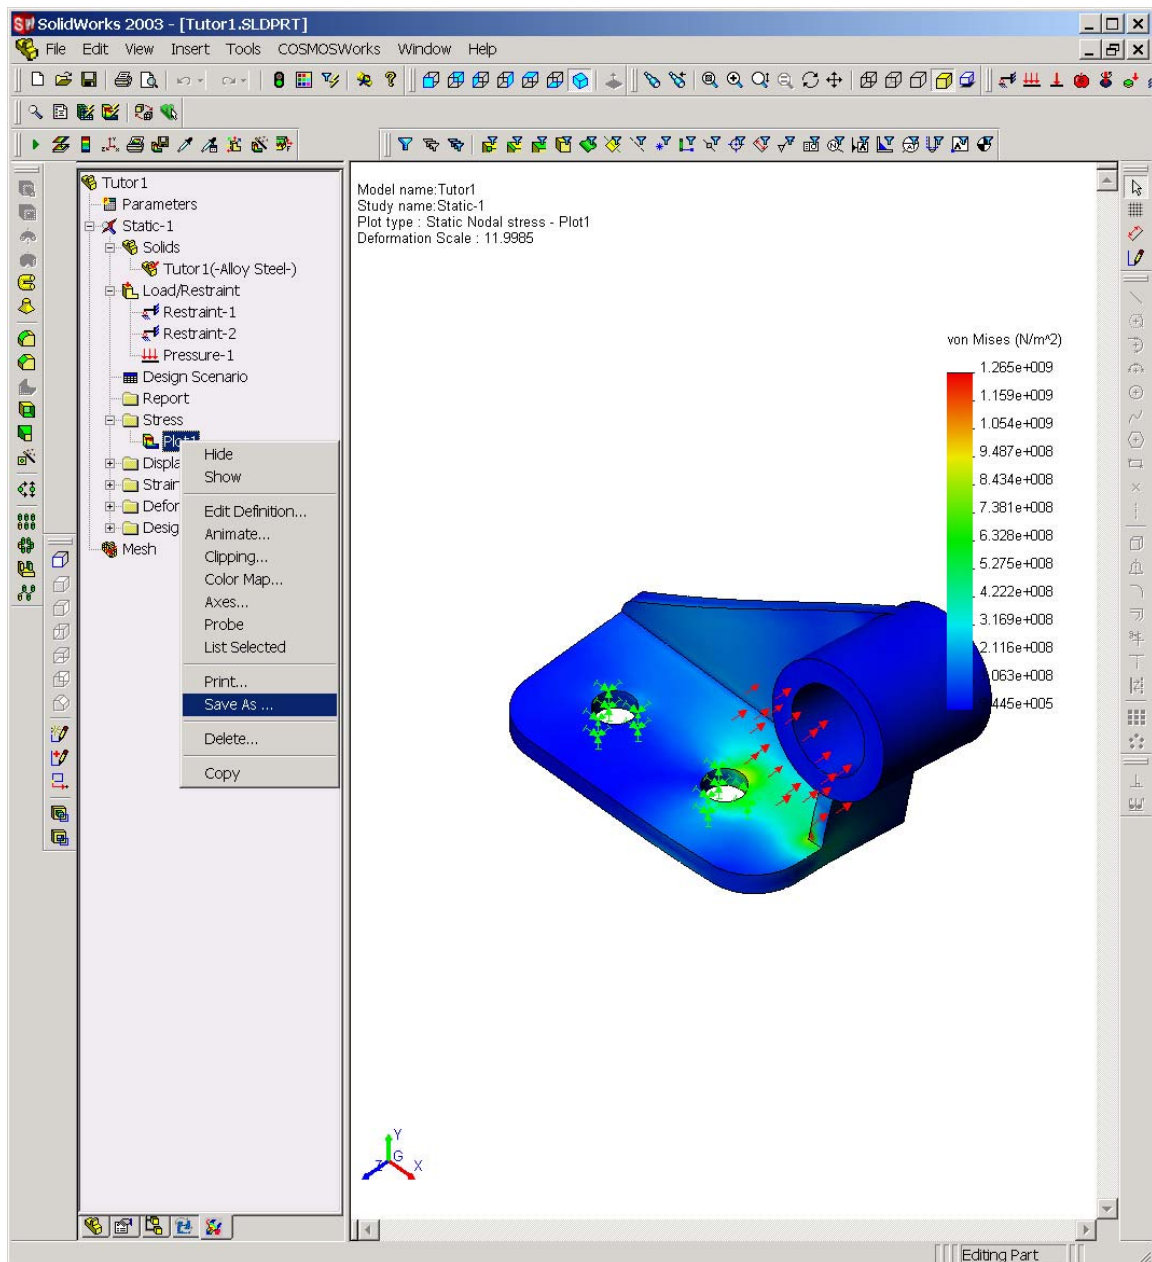 SolidWorks 2003 - [Tutor1.SLDPRT]
File Edit View Insert Tools COSMOSWorks Window Help
Tutor1
Parameters
Static-1
Solids
Tutor1(-Alloy Steel-)
Load/Restraint
Restraint-1
Restraint-2
Pressure-1
Design Scenario
Report
Stress
Plot1
Displa
Strair
Defor
Desig
Mesh
Hide
Show
Edit Definition...
Animate...
Clipping...
Color Map...
Axes...
Probe
List Selected
Print...
Save As ...
Delete...
Copy
Model name:Tutor1
Study name:Static-1
Plot type : Static Nodal stress - Plot1
Deformation Scale : 11.9985
von Mises (N/m^2)
1.265e+009
1.159e+009
1.054e+009
9.487e+008
8.434e+008
7.381e+008
6.328e+008
5.275e+008
4.222e+008
3.169e+008
2.116e+008
.063e+008
.445e+005
Y
G
Z
X
Editing Part